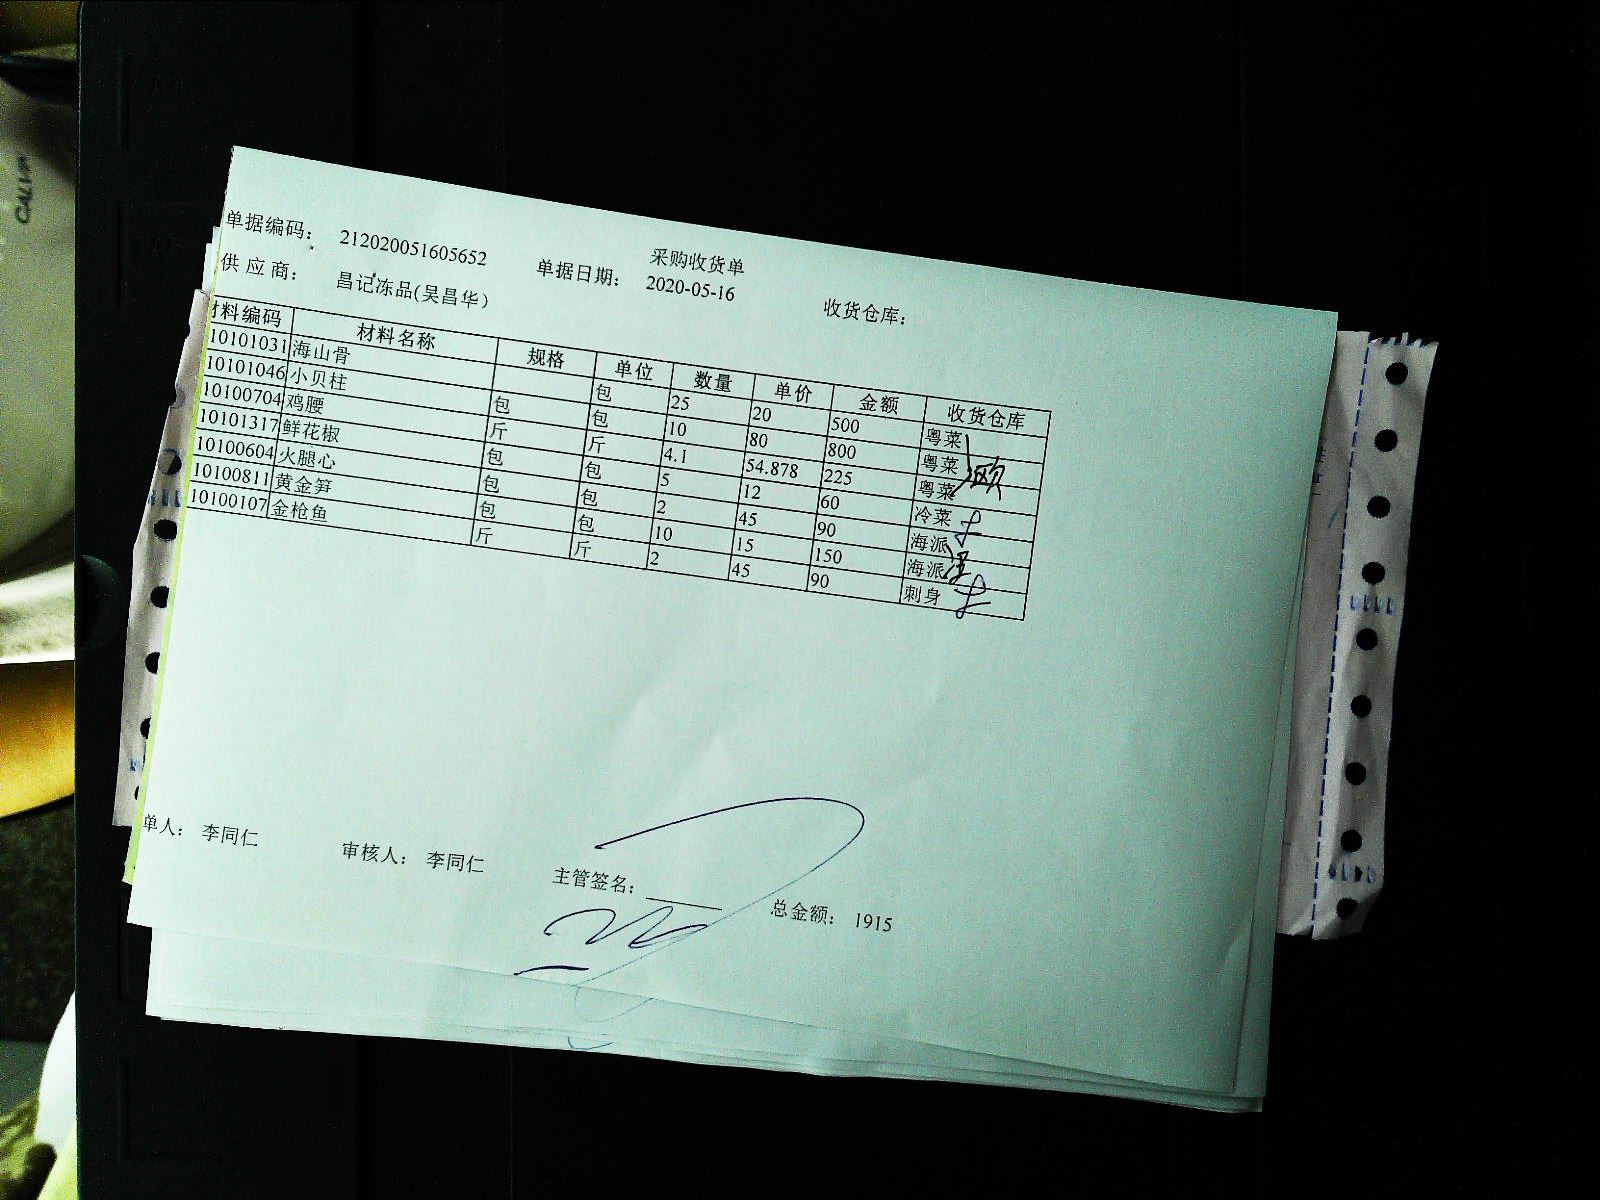 CALVIA
采购收货单
单据编码： 212020051605652 单据日期： 2020-05-16 收货仓库：
供应商： 昌记冻品(吴昌华)
材料编码 材料名称 规格 单位 数量 单价 金额 收货仓库
10101031 海山骨 包 25 20 500 粤菜
10101046 小贝柱 包 包 10 80 800 粤菜
10100704 鸡腰 斤 斤 4.1 54.878 225 粤菜
10101317 鲜花椒 包 包 5 12 60 冷菜
10100604 火腿心 包 包 2 45 90 海派
10100811 黄金笋 包 包 10 15 150 海派
10100107 金枪鱼 斤 斤 2 45 90 刺身
单人： 李同仁 审核人： 李同仁 主管签名： 总金额： 1915